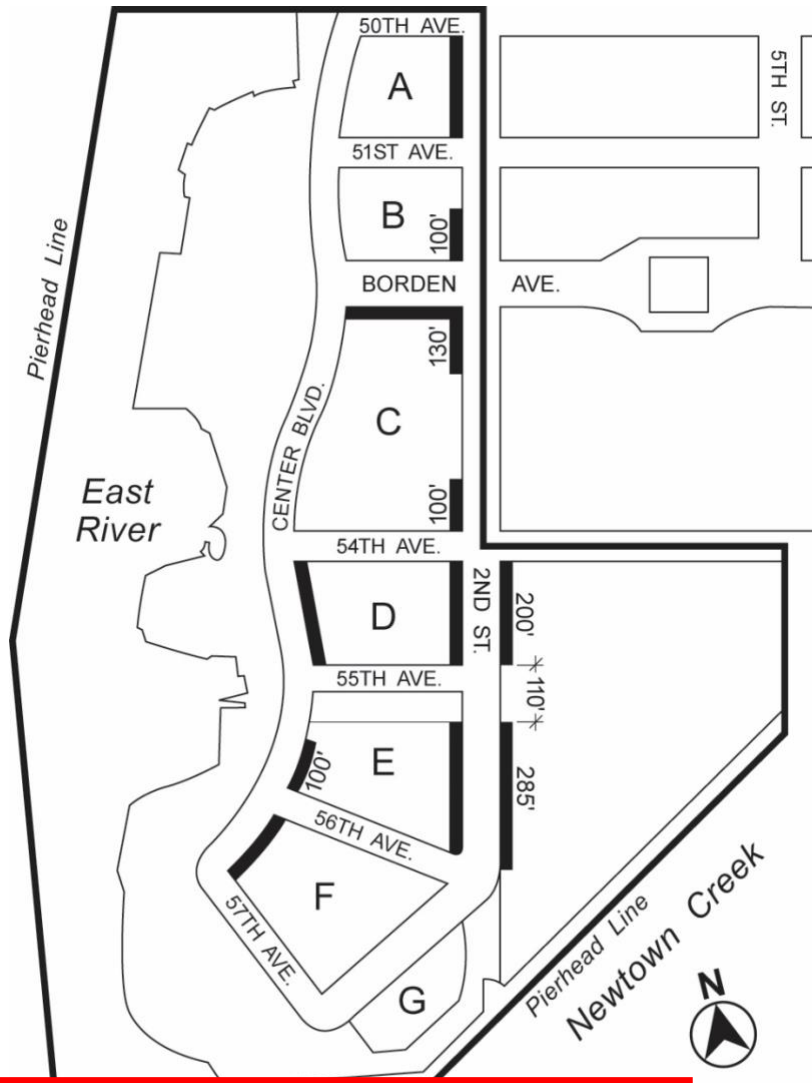 50TH AVE.
A
5TH ST.
51ST AVE.
B
100'
Pierhead Line
BORDEN AVE.
130'
C
CENTER BLVD.
100'
East
River
54TH AVE.
2ND ST.
D
200'
55TH AVE.
110'
E
100'
285'
56TH AVE.
F
57TH AVE.
G
Pierhead Line
Newtown Creek
N